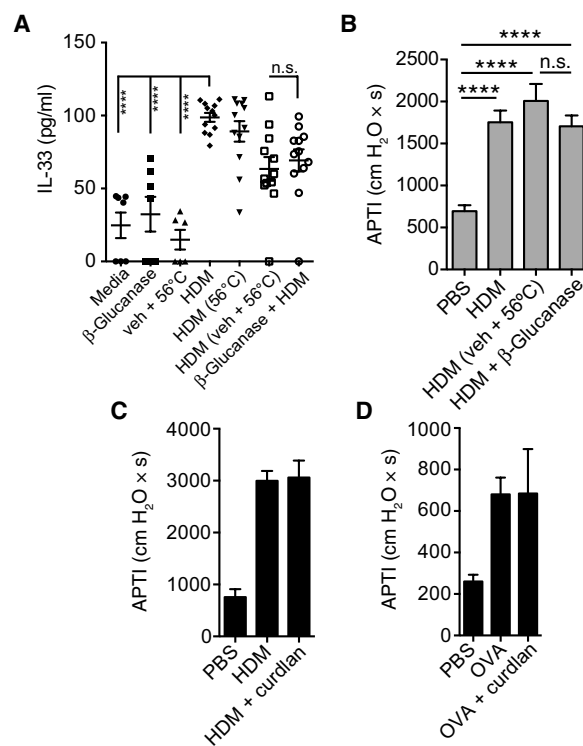 A
IL-33 (pg/ml)
150
100
50
0
****
****
****
n.s.
Media
β-Glucanase
veh + 56°C
HDM
HDM (56°C)
HDM (veh + 56°C)
β-Glucanase + HDM
B
APTI (cm H₂O × s)
2500
2000
1500
1000
500
0
****
****
n.s.
****
PBS
HDM
HDM (veh + 56°C)
HDM + β-Glucanase
C
APTI (cm H₂O × s)
4000
3000
2000
1000
0
PBS
HDM
HDM + curdlan
D
APTI (cm H₂O × s)
1000
800
600
400
200
0
PBS
OVA
OVA + curdlan